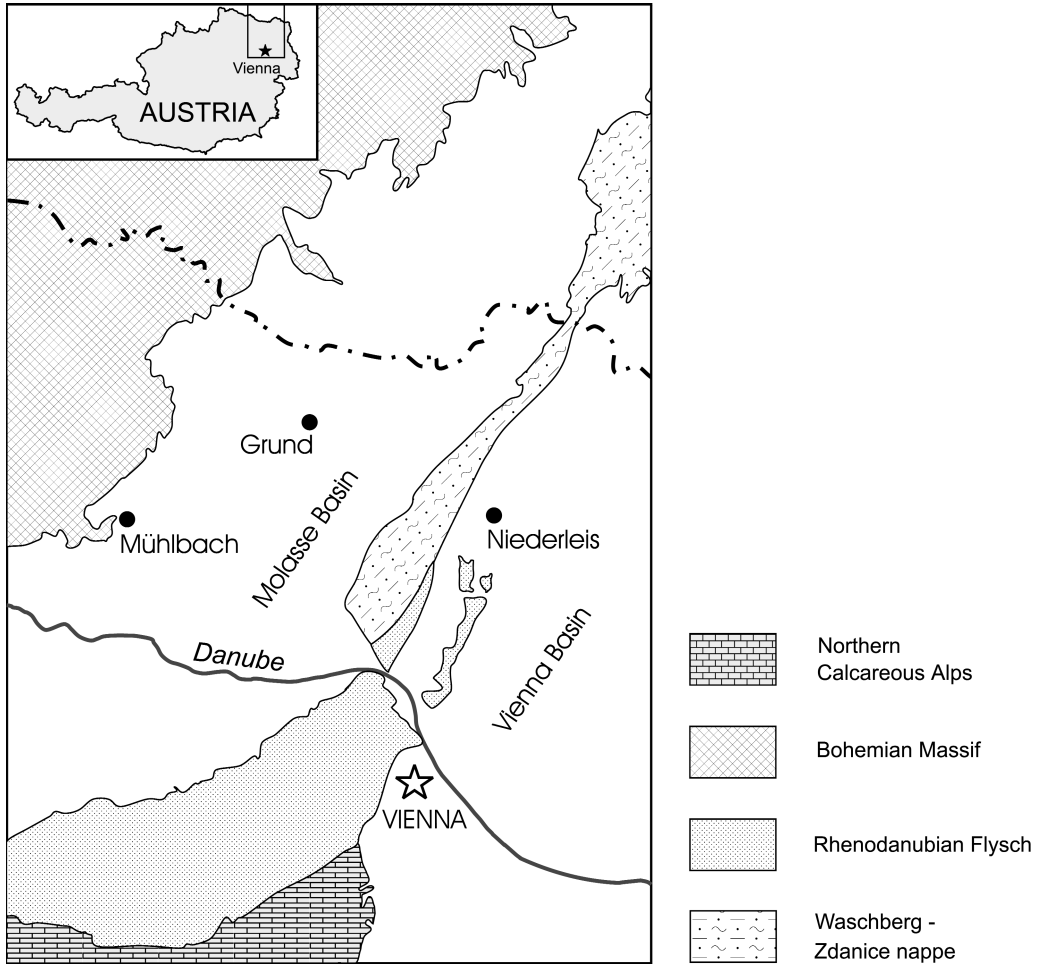 Vienna
AUSTRIA
Grund
Mühlbach
Molasse Basin
Niederleis
Danube
Vienna Basin
VIENNA
Northern
Calcareous Alps
Bohemian Massif
Rhenodanubian Flysch
Waschberg -
Zdanice nappe